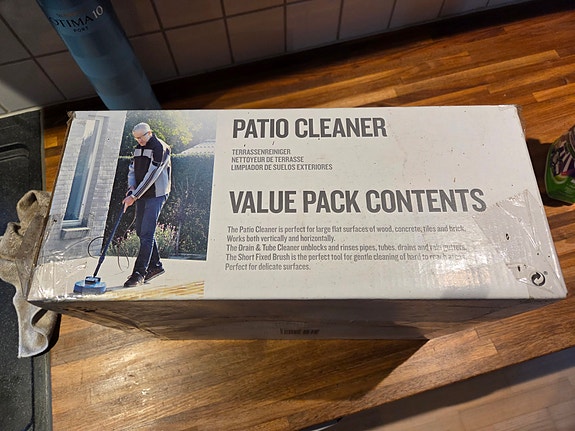 OPTIMA 10
PORT
PATIO CLEANER
TERRASSENREINIGER
NETTOYEUR DE TERRASSE
LIMPIADOR DE SUELOS EXTERIORES
VALUE PACK CONTENTS
The Patio Cleaner is perfect for large flat surfaces of wood, concrete, tiles and brick.
Works both vertically and horizontally.
The Drain & Tube Cleaner unblocks and rinses pipes, tubes, drains and rain gutters.
The Short Fixed Brush is the perfect tool for gentle cleaning of hard to reach areas.
Perfect for delicate surfaces.